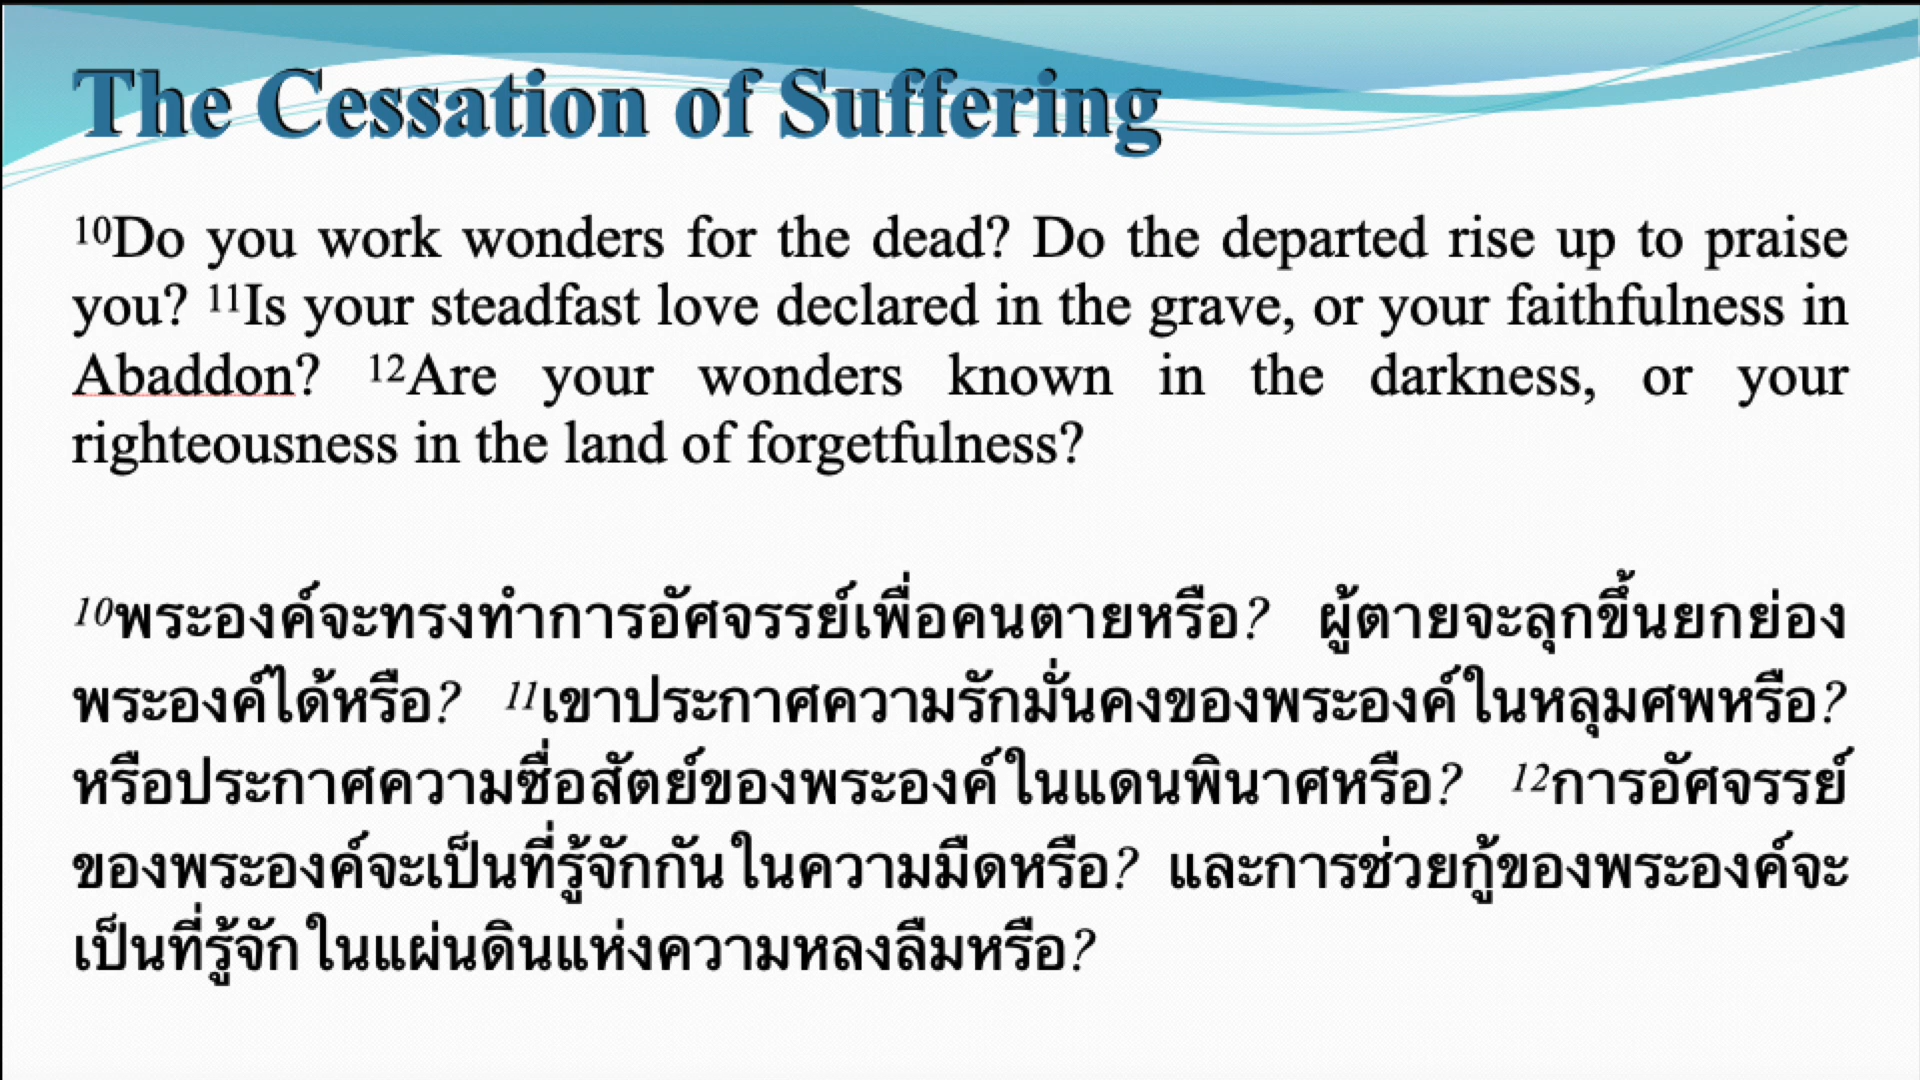 The Cessation of Suffering
¹⁰Do you work wonders for the dead? Do the departed rise up to praise
you? ¹¹Is your steadfast love declared in the grave, or your faithfulness in
Abaddon? ¹²Are your wonders known in the darkness, or your
righteousness in the land of forgetfulness?
¹⁰พระองค์จะทรงทำการอัศจรรย์เพื่อคนตายหรือ? ผู้ตายจะลุกขึ้นยกย่อง
พระองค์ได้หรือ? ¹¹เขาประกาศความรักมั่นคงของพระองค์ในหลุมศพหรือ?
หรือประกาศความซื่อสัตย์ของพระองค์ในแดนพินาศหรือ? ¹²การอัศจรรย์
ของพระองค์จะเป็นที่รู้จักกันในความมืดหรือ? และการช่วยกู้ของพระองค์จะ
เป็นที่รู้จักในแผ่นดินแห่งความหลงลืมหรือ?